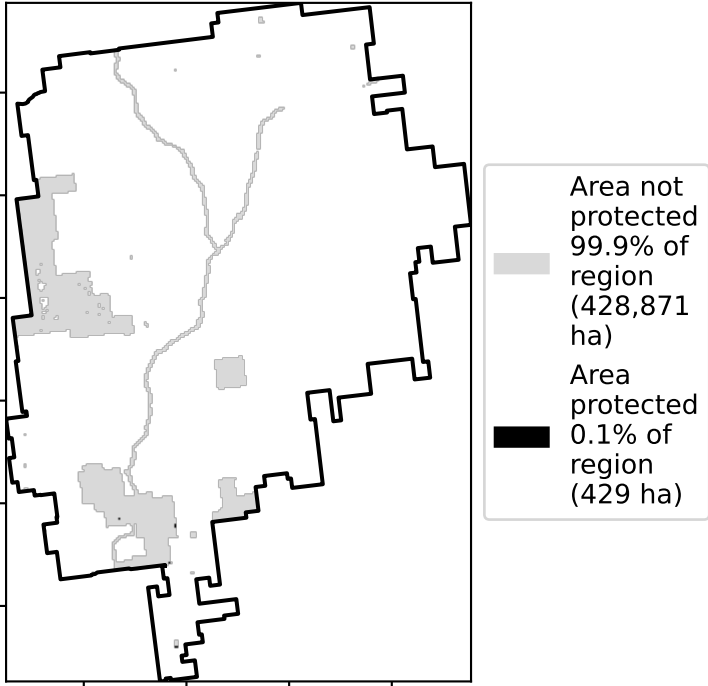 Area not
protected
99.9% of
region
(428,871
ha)
Area
protected
0.1% of
region
(429 ha)